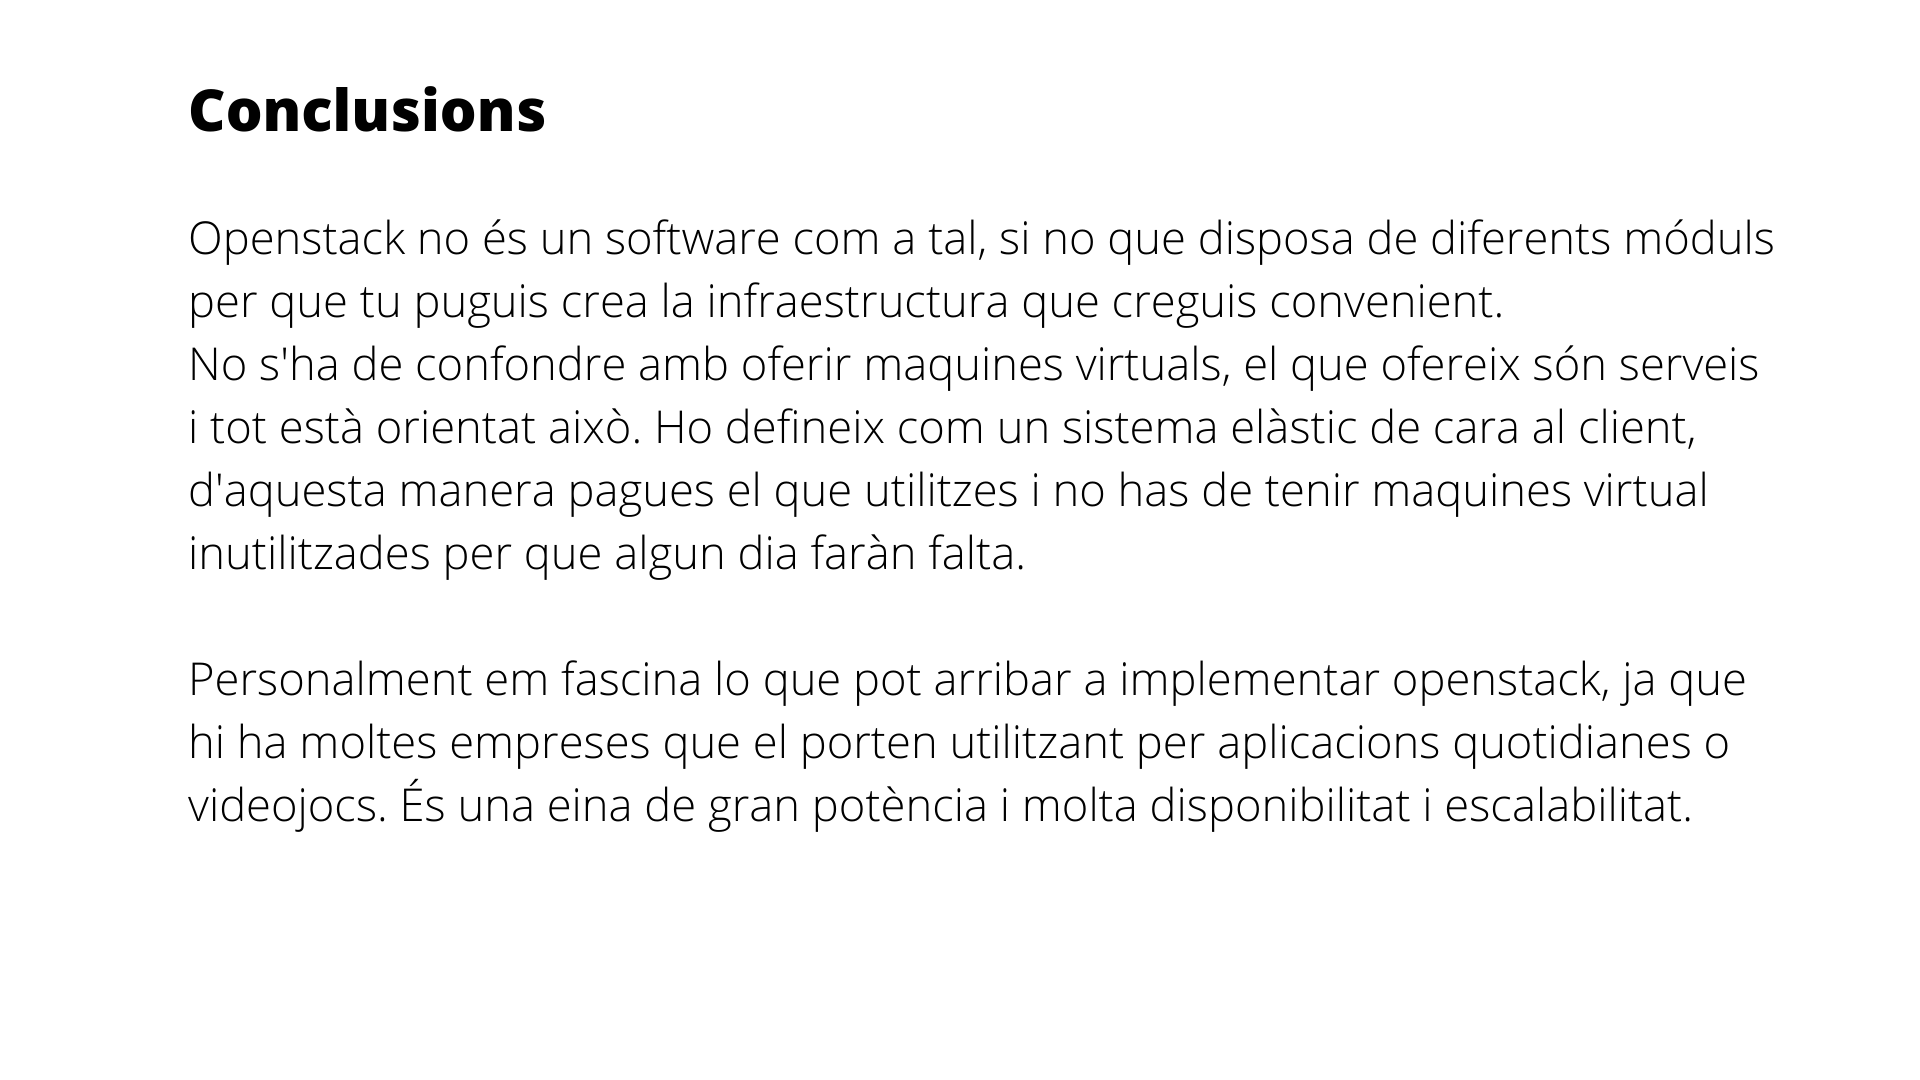 Conclusions
Openstack no és un software com a tal, si no que disposa de diferents móduls
per que tu puguis crea la infraestructura que creguis convenient.
No s'ha de confondre amb oferir maquines virtuals, el que ofereix són serveis
i tot està orientat això. Ho defineix com un sistema elàstic de cara al client,
d'aquesta manera pagues el que utilitzes i no has de tenir maquines virtual
inutilitzades per que algun dia faràn falta.
Personalment em fascina lo que pot arribar a implementar openstack, ja que
hi ha moltes empreses que el porten utilitzant per aplicacions quotidianes o
videojocs. És una eina de gran potència i molta disponibilitat i escalabilitat.